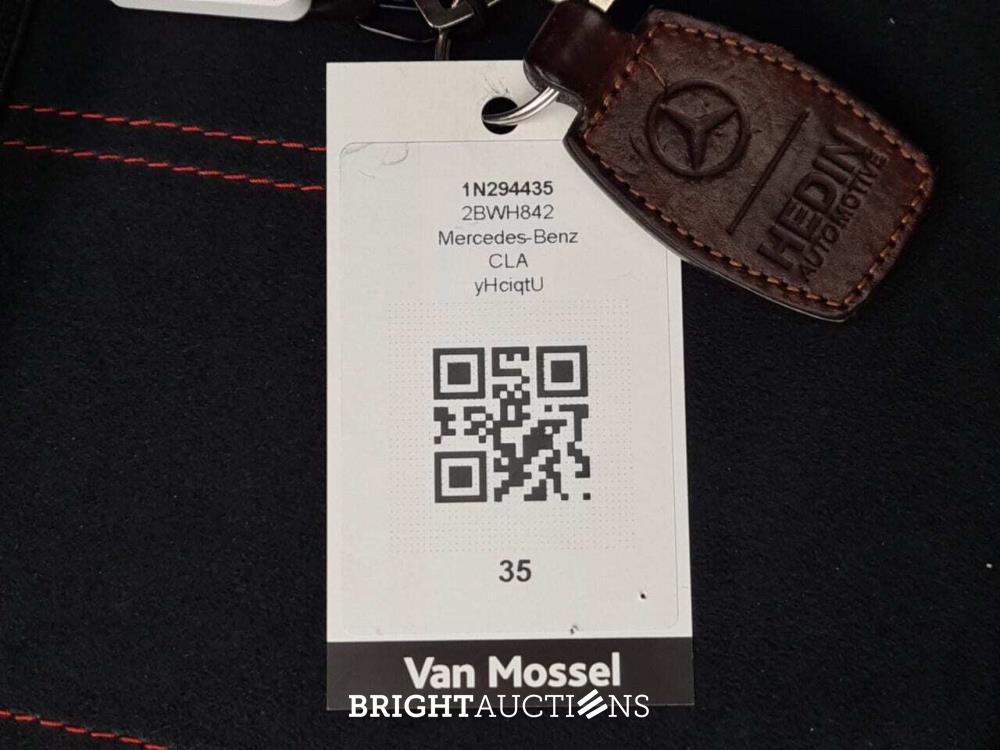 1N294435
2BWH842
Mercedes-Benz
CLA
yHciqtU
35
Van Mossel
HEDIN
AUTOMOTIVE
BRIGHTAUCTIONS